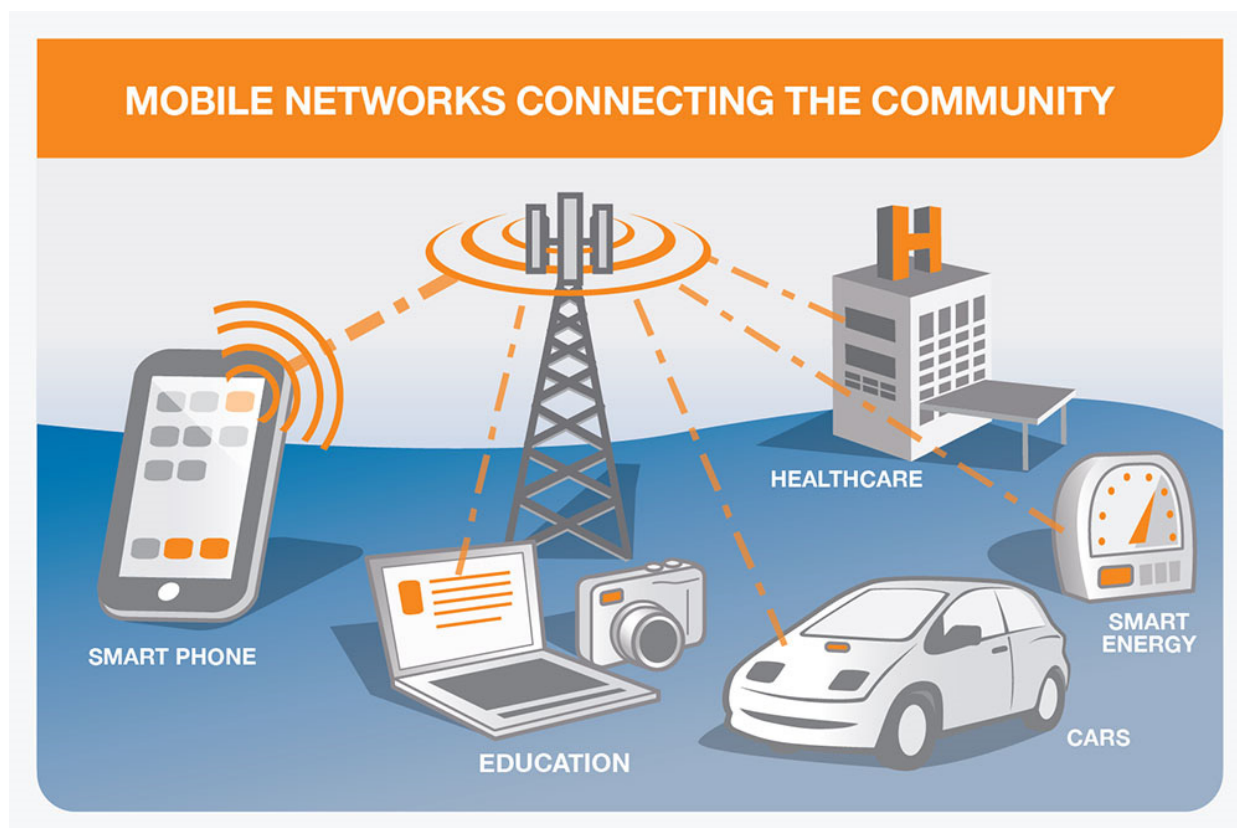 MOBILE NETWORKS CONNECTING THE COMMUNITY
H
HEALTHCARE
SMART PHONE
SMART
ENERGY
EDUCATION
CARS